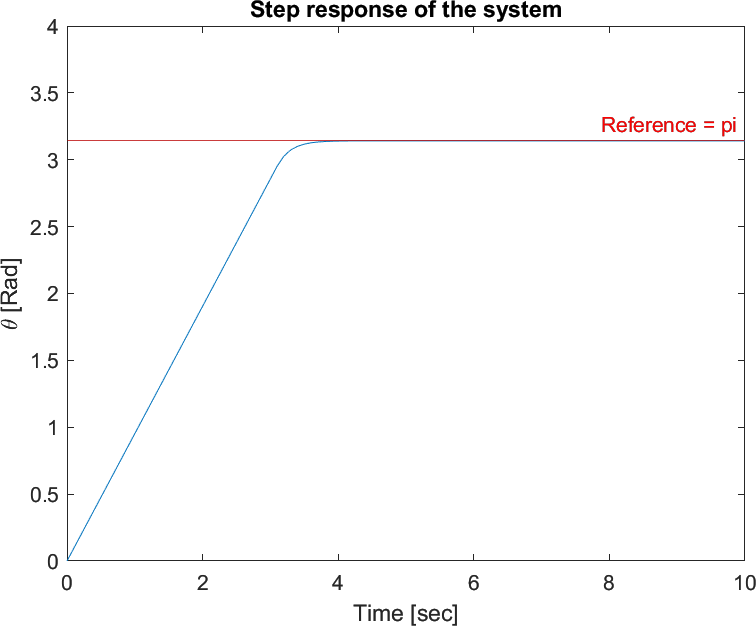 Step response of the system
4
3.5
3
2.5
2
1.5
1
0.5
0
θ [Rad]
Reference = pi
0 2 4 6 8 10
Time [sec]